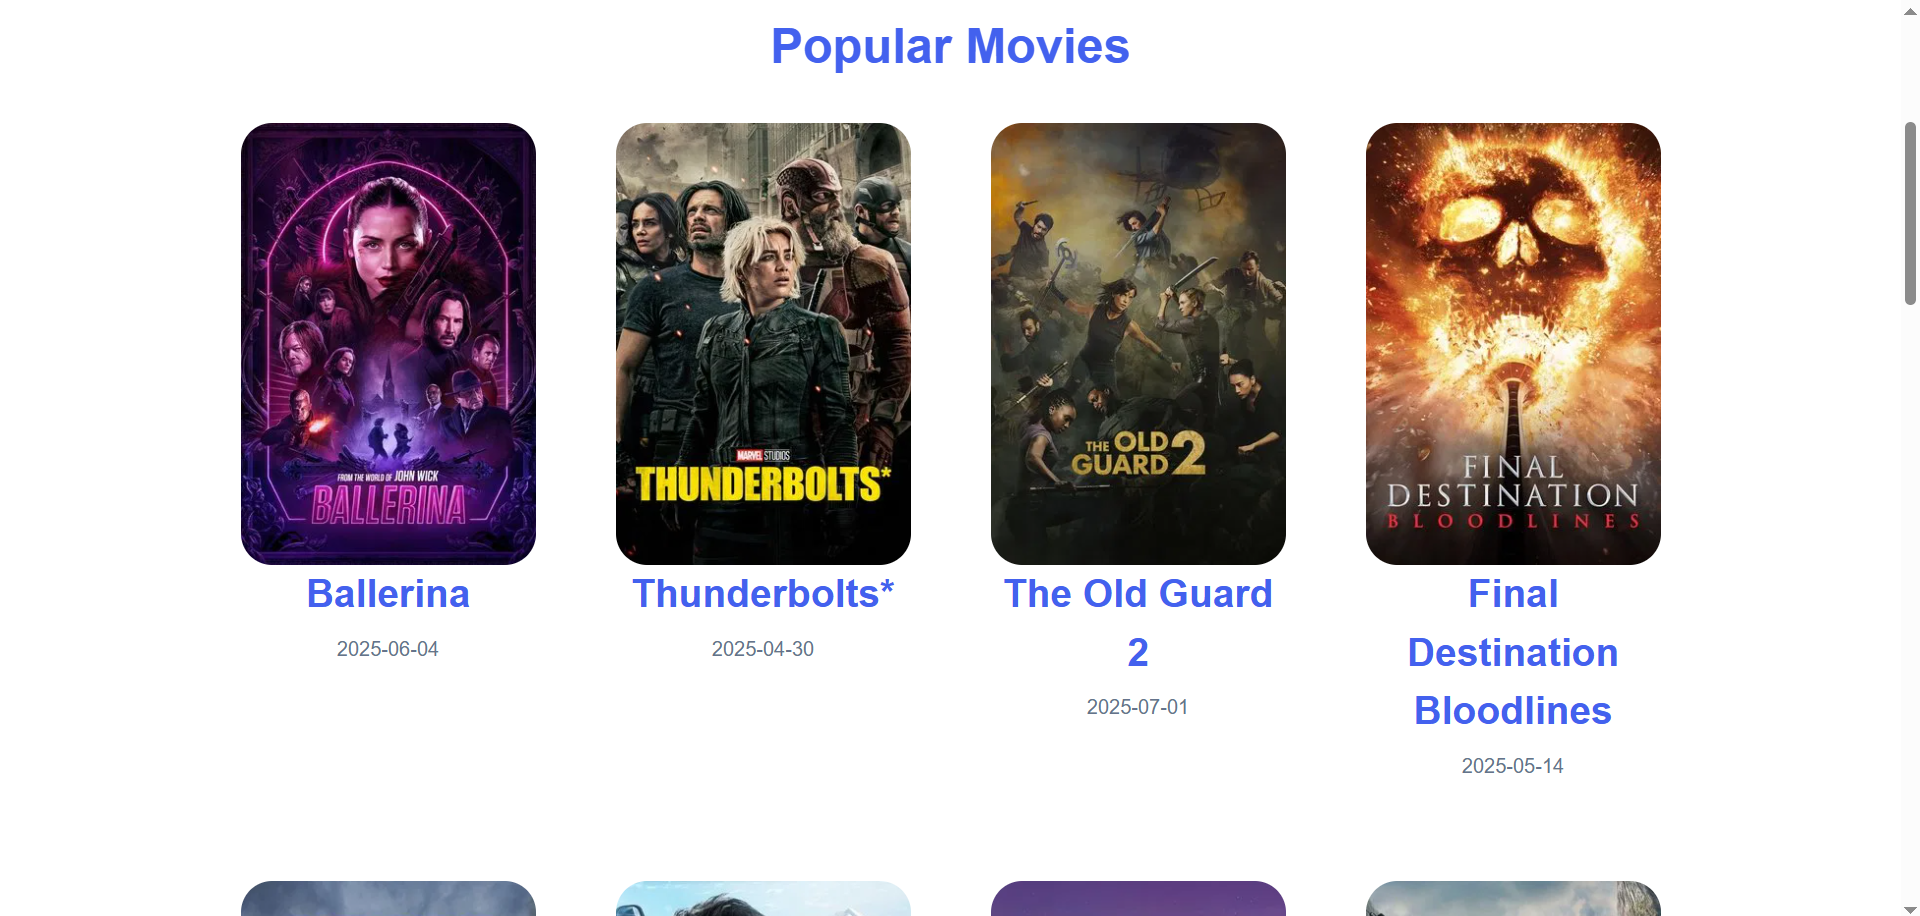 Popular Movies
FROM THE WORLD OF JOHN WICK
BALLERINA
MARVEL STUDIOS
THUNDERBOLTS*
THE OLD
GUARD 2
FINAL
DESTINATION
BLOODLINES
Ballerina
2025-06-04
Thunderbolts*
2025-04-30
The Old Guard
2
2025-07-01
Final
Destination
Bloodlines
2025-05-14